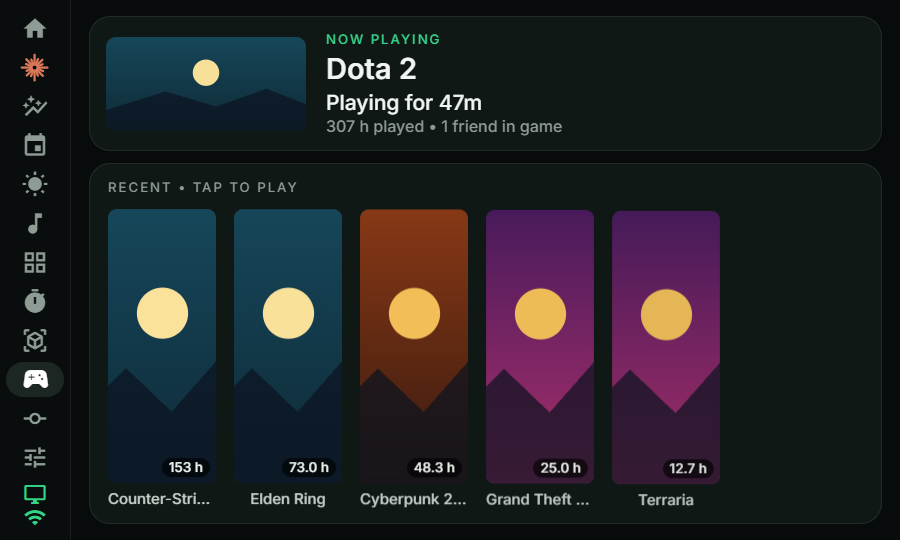 NOW PLAYING
Dota 2
Playing for 47m
307 h played • 1 friend in game
RECENT • TAP TO PLAY
153 h
73.0 h
48.3 h
25.0 h
12.7 h
Counter-Stri...
Elden Ring
Cyberpunk 2...
Grand Theft ...
Terraria